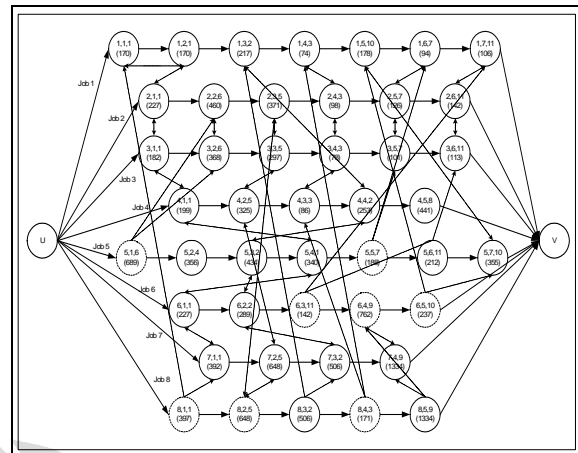 1,1,1 1,2,1 1,3,2 1,4,3 1,5,10 1,6,7 1,7,11
(170) (170) (217) (74) (178) (94) (106)
Job 1
2,1,1 2,2,6 2,3,5 2,4,3 2,5,7 2,6,11
(227) (460) (371) (98) (142)
Job 2
3,1,1 3,2,6 3,3,5 3,4,3 3,5,7 3,6,11
(182) (368) (297) (101) (113)
Job 3
4,1,1 4,2,5 4,3,3 4,4,2 4,5,8
(199) (325) (86) (441)
Job 4
U V
Job 5
5,1,6 5,2,4 5,3,2 5,4,1 5,5,7 5,6,11 5,7,10
(689) (356) (434) (340) (212) (355)
Job 6
6,1,1 6,2,2 6,3,11 6,4,9 6,5,10
(227) (289) (142) (762) (237)
Job 7
7,1,1 7,2,5 7,3,2 7,4,9
(392) (648) (506) (1334)
Job 8
8,1,1 8,2,5 8,3,2 8,4,3 8,5,9
(397) (648) (506) (171) (1334)